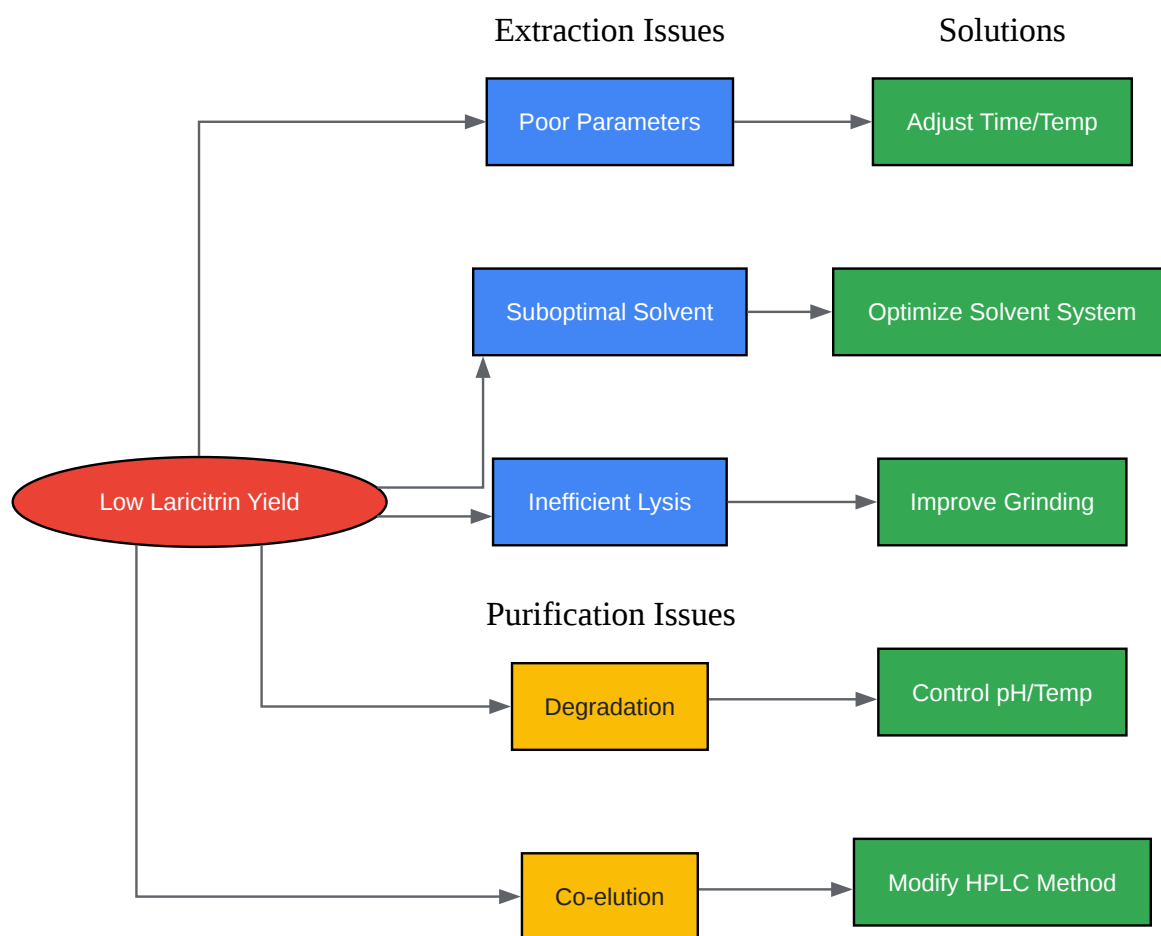 Extraction Issues
Solutions
Poor Parameters
Adjust Time/Temp
Suboptimal Solvent
Optimize Solvent System
Low Laricitrin Yield
Inefficient Lysis
Improve Grinding
Purification Issues
Degradation
Control pH/Temp
Co-elution
Modify HPLC Method